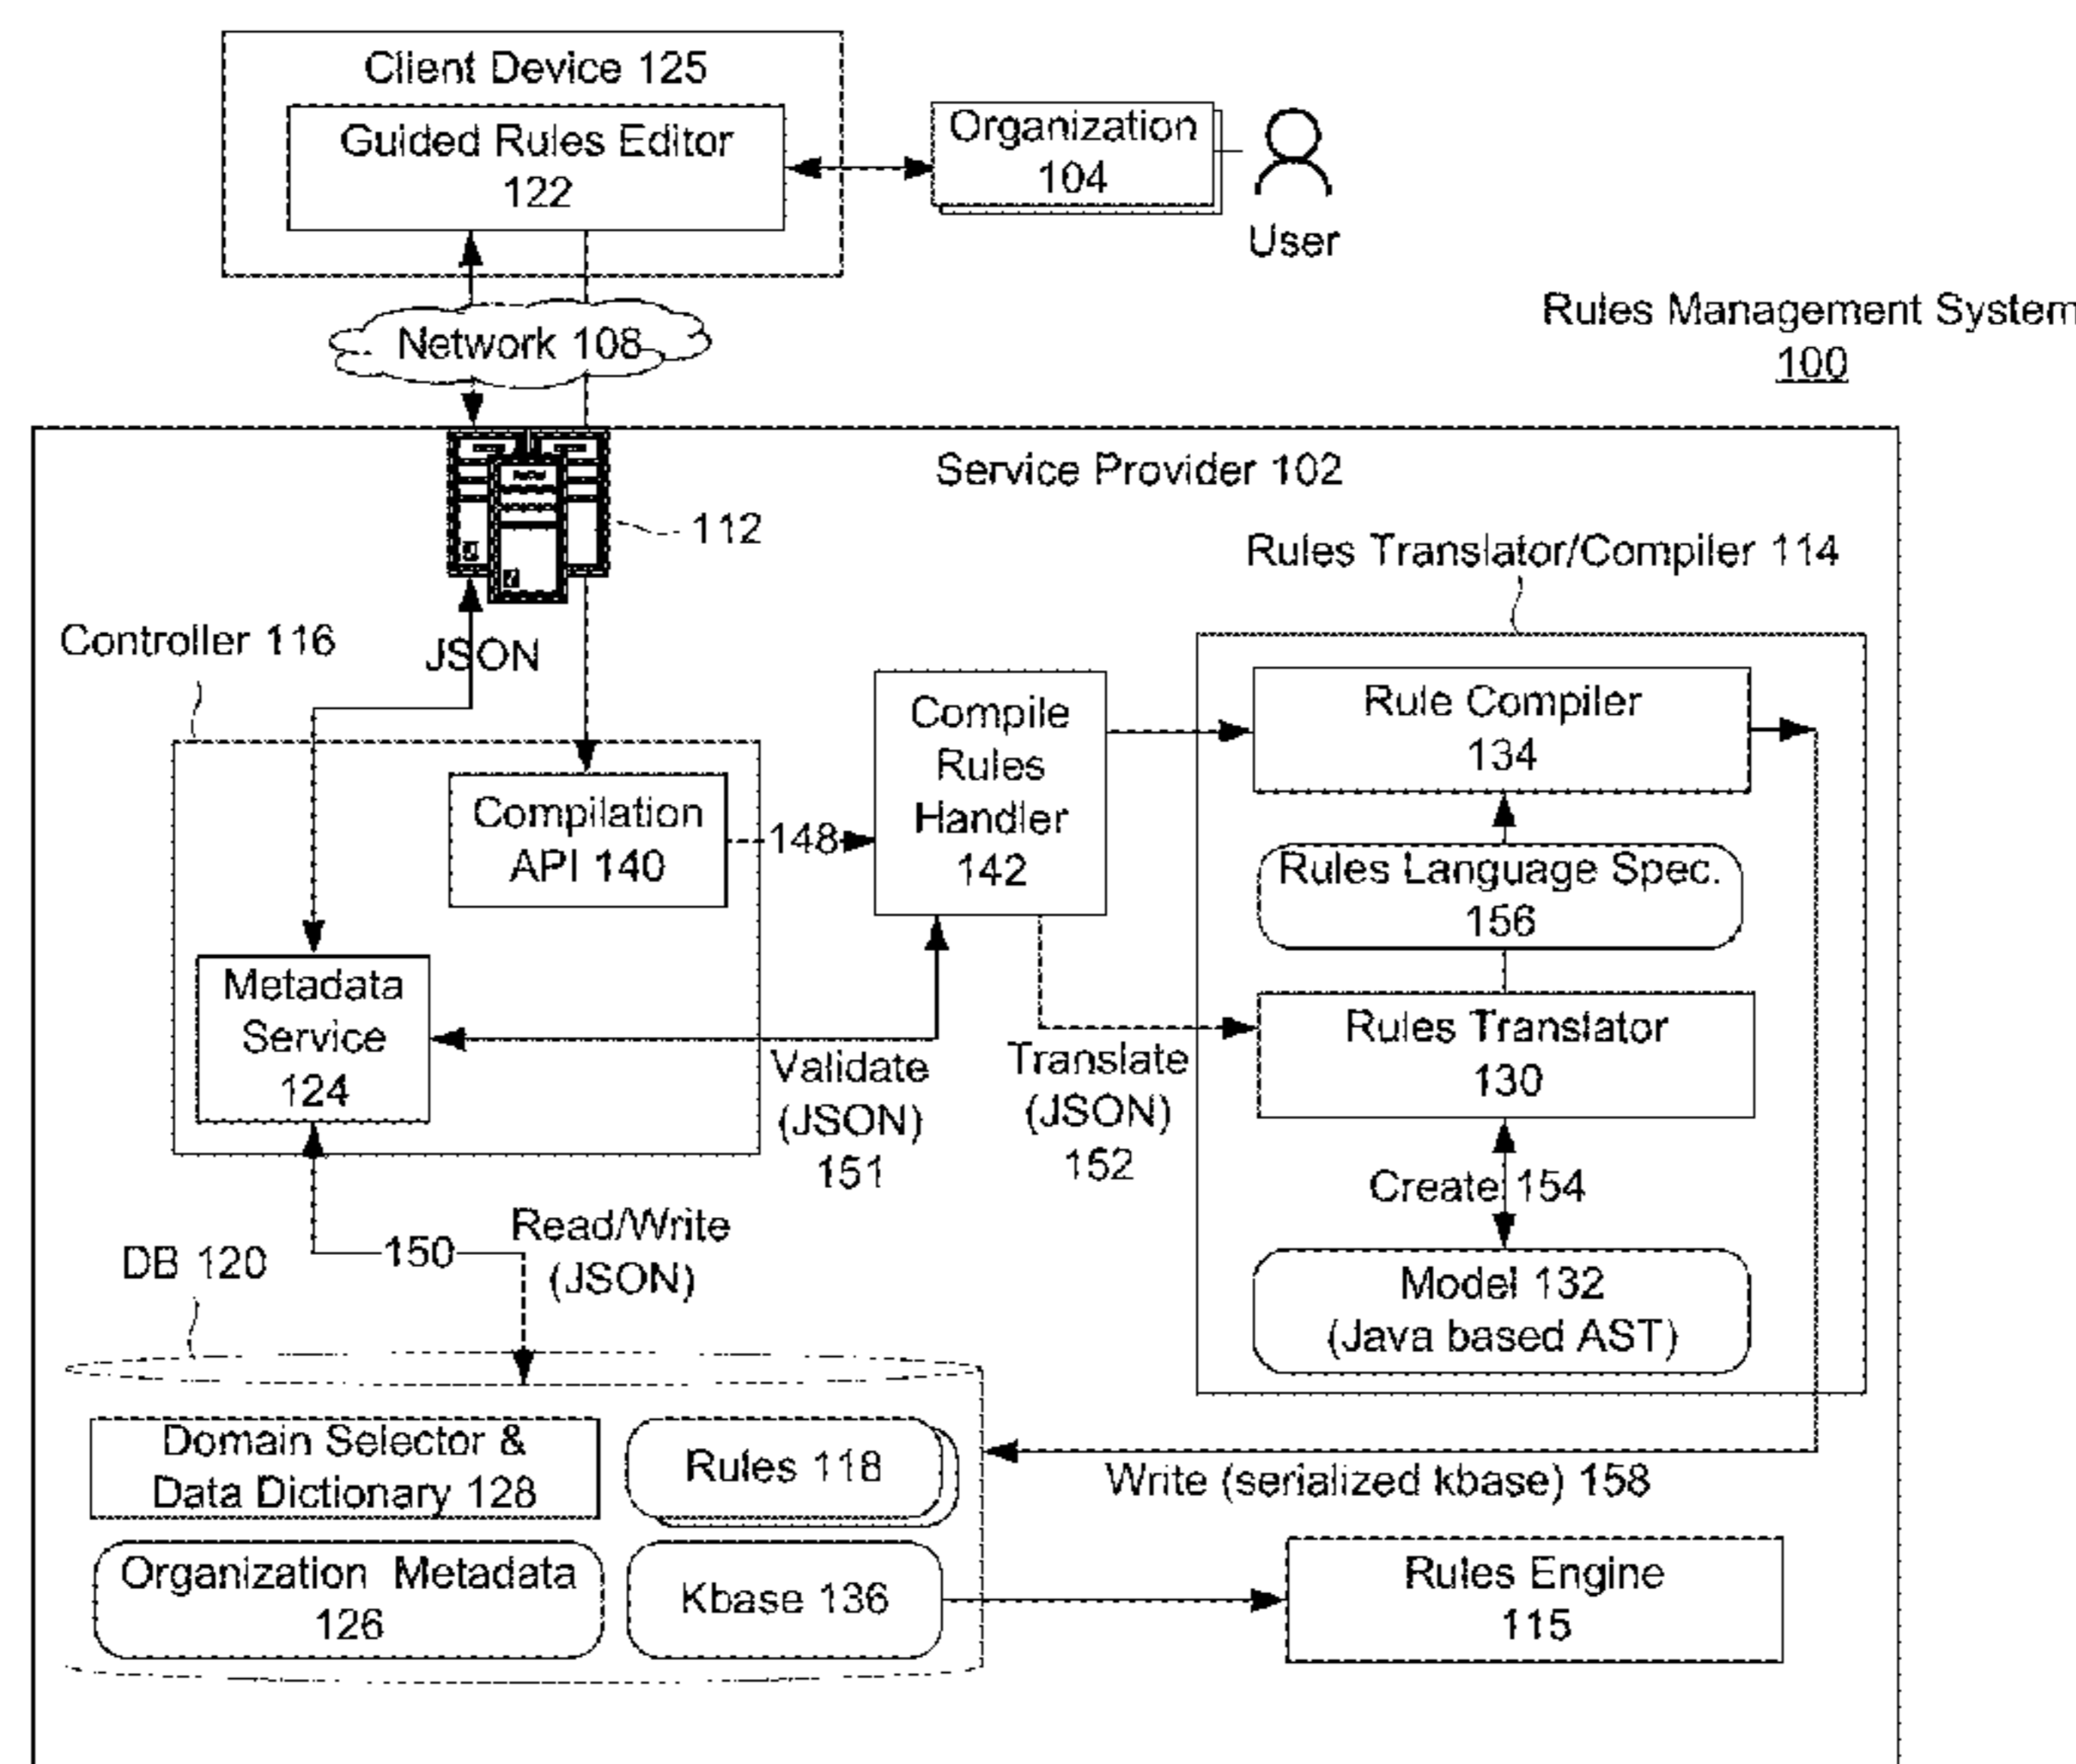 Client Device 125
Guided Rules Editor
122
Organization
104
User
Network 108
Rules Management System
100
Service Provider 102
112
Rules Translator/Compiler 114
Controller 116
JSON
Compile
Rules
Handler
142
Rule Compiler
134
Compilation
API 140
148
Rules Language Spec.
156
Metadata
Service
124
Rules Translator
130
Validate
(JSON)
151
Translate
(JSON)
152
Create 154
DB 120
150
Read/Write
(JSON)
Model 132
(Java based AST)
Domain Selector &
Data Dictionary 128
Rules 118
Write (serialized kbase) 158
Organization Metadata
126
Kbase 136
Rules Engine
115